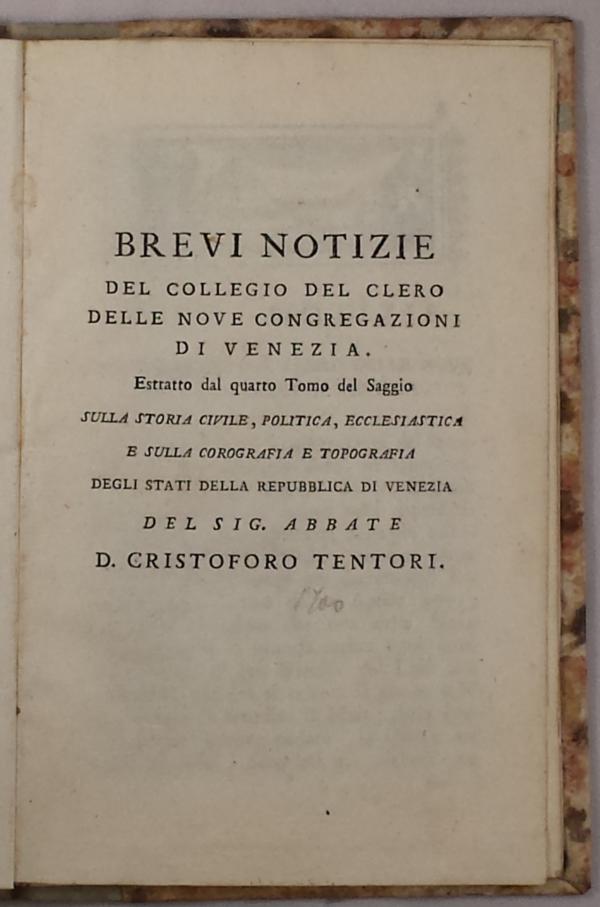 BREVI NOTIZIE
DEL COLLEGIO DEL CLERO
DELLE NOVE CONGREGAZIONI
DI VENEZIA.
Estratto dal quarto Tomo del Saggio
SULLA STORIA CIVILE, POLITICA, ECCLESIASTICA
E SULLA COROGRAFIA E TOPOGRAFIA
DEGLI STATI DELLA REPUBBLICA DI VENEZIA
DEL SIG. ABBATE
D. CRISTOFORO TENTORI.